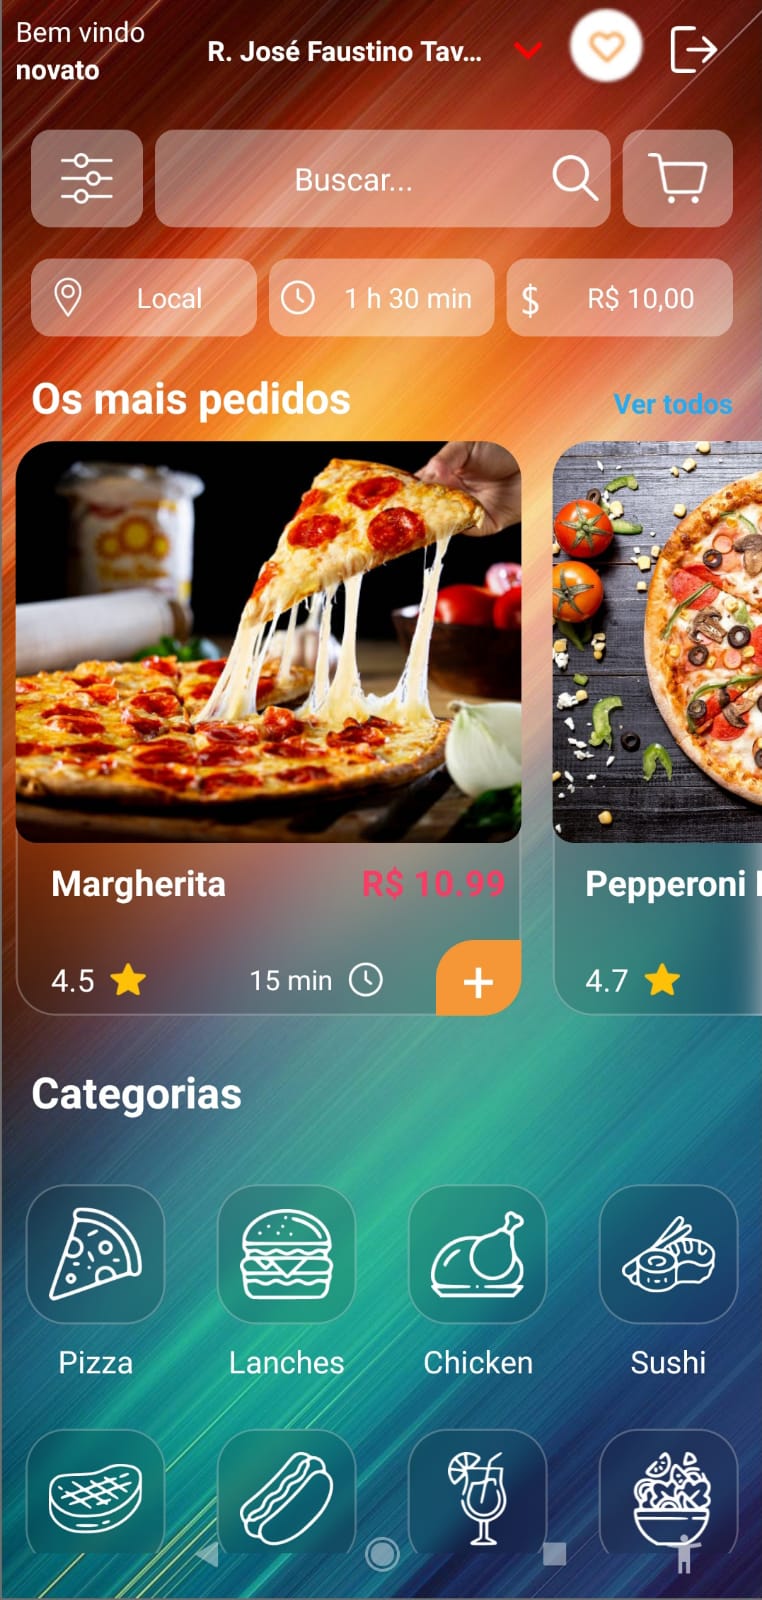 Bem vindo
novato
R. José Faustino Tav...
Buscar...
Local
1 h 30 min
$
R$ 10,00
Os mais pedidos
Ver todos
Margherita
R$ 10.99
4.5
15 min
+
Pepperoni
4.7
Categorias
Pizza
Lanches
Chicken
Sushi